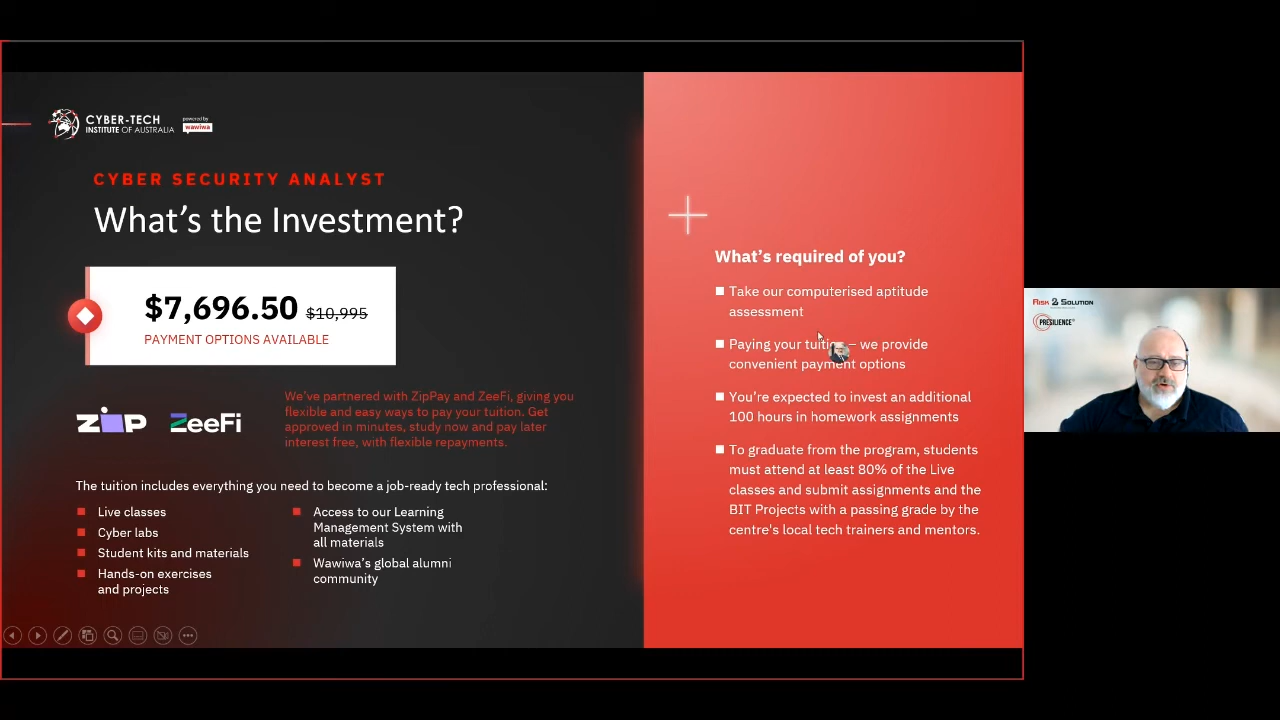 CYBER-TECH
INSTITUTE OF AUSTRALIA
powered by
wawiwa
CYBER SECURITY ANALYST
What's the Investment?
$7,696.50 $10,995
PAYMENT OPTIONS AVAILABLE
ZIP ZeeFi
We've partnered with ZipPay and ZeeFi, giving you
flexible and easy ways to pay your tuition. Get
approved in minutes, study now and pay later
interest free, with flexible repayments.
The tuition includes everything you need to become a job-ready tech professional:
Live classes
Cyber labs
Student kits and materials
Hands-on exercises
and projects
Access to our Learning
Management System with
all materials
Wawiwa's global alumni
community
What's required of you?
Take our computerised aptitude
assessment
Paying your tuition – we provide
convenient payment options
You're expected to invest an additional
100 hours in homework assignments
To graduate from the program, students
must attend at least 80% of the Live
classes and submit assignments and the
BIT Projects with a passing grade by the
centre's local tech trainers and mentors.
RISK 2 SOLUTION
PRESILIENCE